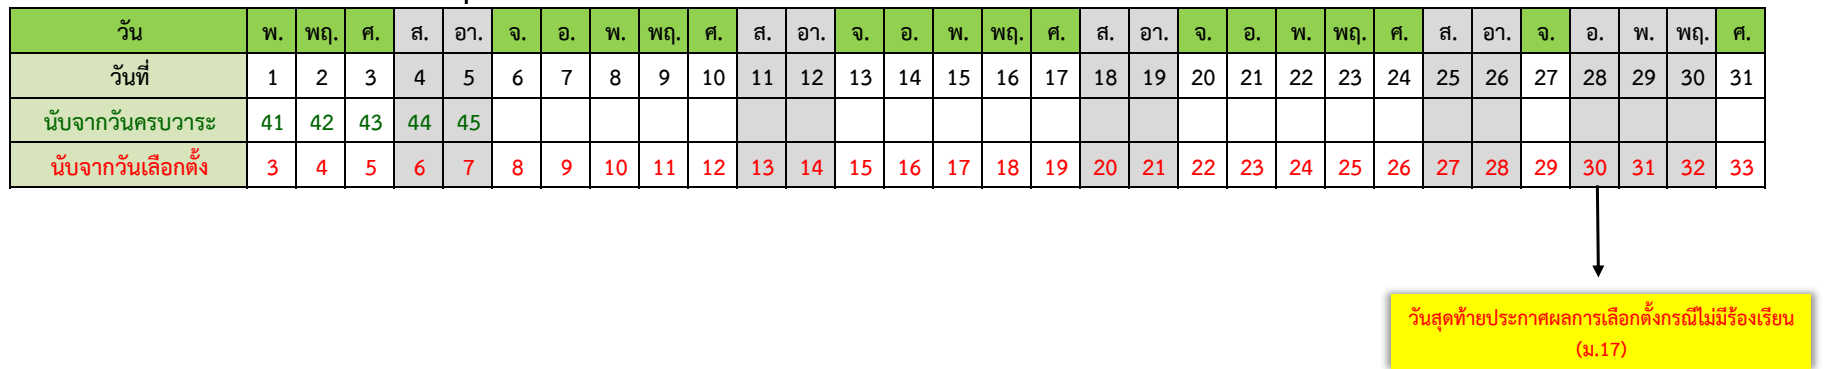 วัน พ. พฤ. ศ. ส. อา. จ. อ. พ. พฤ. ศ. ส. อา. จ. อ. พ. พฤ. ศ. ส. อา. จ. อ. พ. พฤ. ศ. ส. อา. จ. อ. พ. พฤ. ศ.
วันที่ 1 2 3 4 5 6 7 8 9 10 11 12 13 14 15 16 17 18 19 20 21 22 23 24 25 26 27 28 29 30 31
นับจากวันครบวาระ 41 42 43 44 45
นับจากวันเลือกตั้ง 3 4 5 6 7 8 9 10 11 12 13 14 15 16 17 18 19 20 21 22 23 24 25 26 27 28 29 30 31 32 33
วันสุดท้ายประกาศผลการเลือกตั้งกรณีไม่มีร้องเรียน
(ม.17)